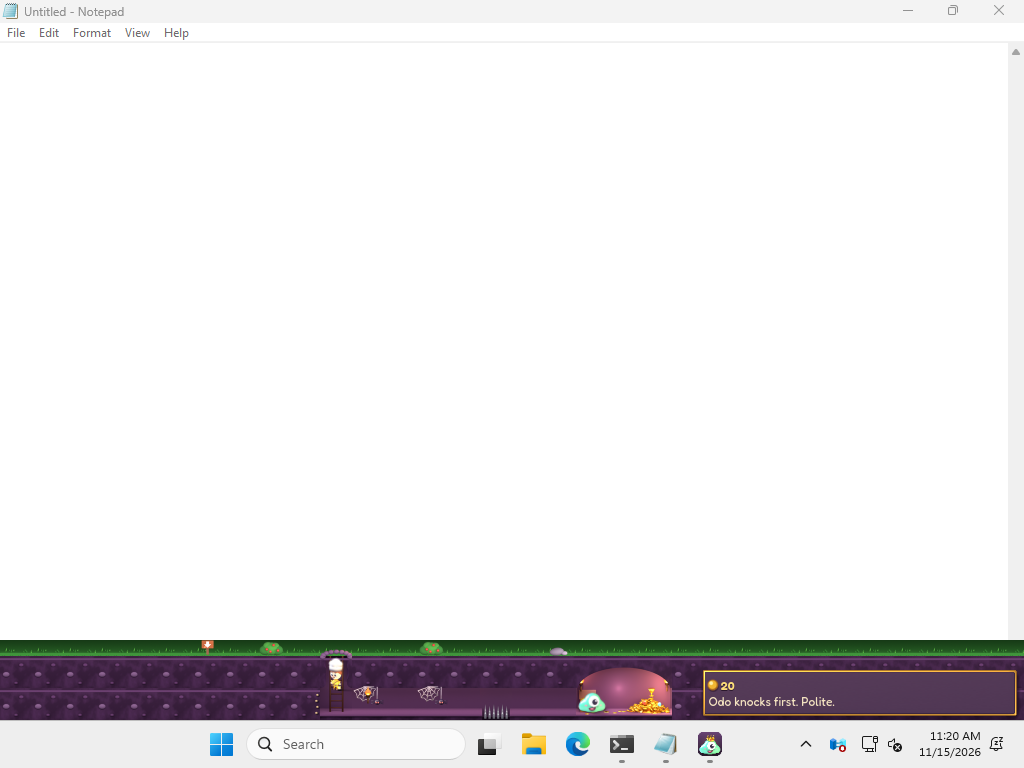 Untitled - Notepad
File Edit Format View Help
20
Odo knocks first. Polite.
Search
11:20 AM
11/15/2026